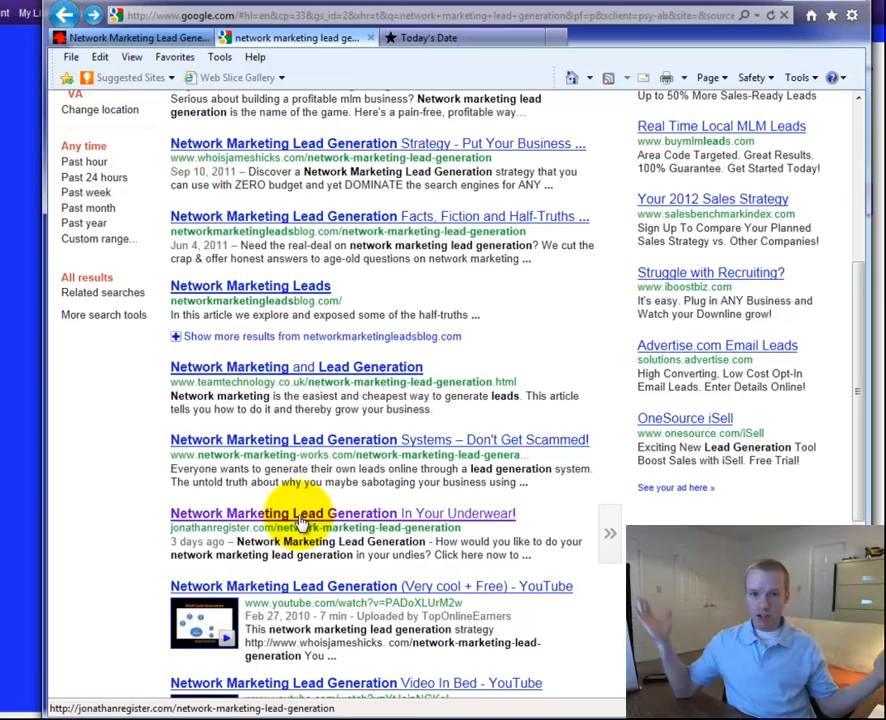 nt
My Li
http://www.google.com/#hl=en&cp=33&gs_id=2&xhr=t&q=network+marketing+lead+generation&pf=p&sclient=psy-ab&site=&source
Network Marketing Lead Gene...
network marketing lead ge...
Today's Date
File Edit View Favorites Tools Help
Suggested Sites
Web Slice Gallery
Page
Safety
Tools
VA
Change location
Any time
Past hour
Past 24 hours
Past week
Past month
Past year
Custom range...
All results
Related searches
More search tools
Serious about building a profitable mlm business? Network marketing lead
generation is the name of the game. Here's a pain-free, profitable way...
Network Marketing Lead Generation Strategy - Put Your Business ...
www.whoisjameshicks.com/network-marketing-lead-generation
Sep 10, 2011 – Discover a Network Marketing Lead Generation strategy that you
can use with ZERO budget and yet DOMINATE the search engines for ANY ...
Network Marketing Lead Generation Facts, Fiction and Half-Truths ...
networkmarketingleadsblog.com/network-marketing-lead-generation
Jun 4, 2011 – Need the real-deal on network marketing lead generation? We cut the
crap & offer honest answers to age-old questions on network marketing ...
Network Marketing Leads
networkmarketingleadsblog.com/
In this article we explore and exposed some of the half-truths ...
Show more results from networkmarketingleadsblog.com
Network Marketing and Lead Generation
www.teamtechnology.co.uk/network-marketing-lead-generation.html
Network marketing is the easiest and cheapest way to generate leads. This article
tells you how to do it and thereby grow your business.
Network Marketing Lead Generation Systems – Don't Get Scammed!
www.network-marketing-works.com/network-marketing-lead-genera...
Everyone wants to generate their own leads online through a lead generation system.
The untold truth about why you maybe sabotaging your business using ...
Network Marketing Lead Generation In Your Underwear!
jonathanregister.com/network-marketing-lead-generation
3 days ago – Network Marketing Lead Generation - How would you like to do your
network marketing lead generation in your undies? Click here now to ...
Network Marketing Lead Generation (Very cool + Free) - YouTube
www.youtube.com/watch?v=PADoXLUrM2w
Feb 27, 2010 - 7 min - Uploaded by TopOnlineEarners
This network marketing lead generation strategy
http://www.whoisjameshicks. com/network-marketing-lead-
generation You ...
Network Marketing Lead Generation Video In Bed - YouTube
Up to 50% More Sales-Ready Leads
Real Time Local MLM Leads
www.buymlmleads.com
Area Code Targeted. Great Results.
100% Guarantee. Get Started Today!
Your 2012 Sales Strategy
www.salesbenchmarkindex.com
Sign Up To Compare Your Planned
Sales Strategy vs. Other Companies!
Struggle with Recruiting?
www.iboostbiz.com
It's easy. Plug in ANY Business and
Watch your Downline grow!
Advertise.com Email Leads
solutions.advertise.com
High Converting, Low Cost Opt-In
Email Leads. Enter Details Online!
OneSource iSell
www.onesource.com/iSell
Exciting New Lead Generation Tool
Boost Sales with iSell. Free Trial!
See your ad here »
http://jonathanregister.com/network-marketing-lead-generation